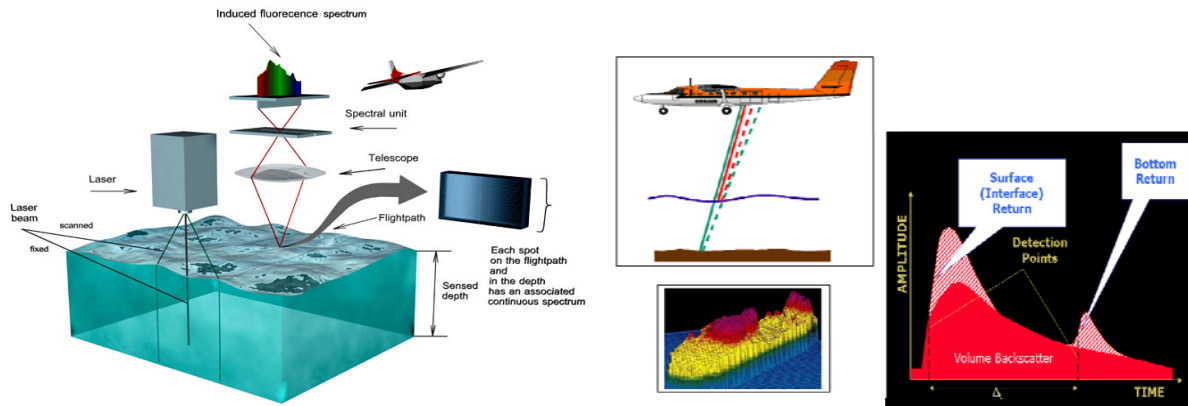 Induced fluorecence spectrum
Spectral unit
Telescope
Laser
Laser
beam
scanned
fixed
Flightpath
Each spot
on the flightpath
and
in the depth
has an associated
continuous spectrum
Sensed
depth
AMPLITUDE
Surface
(Interface)
Return
Bottom
Return
Detection
Points
Volume Backscatter
Δ
TIME